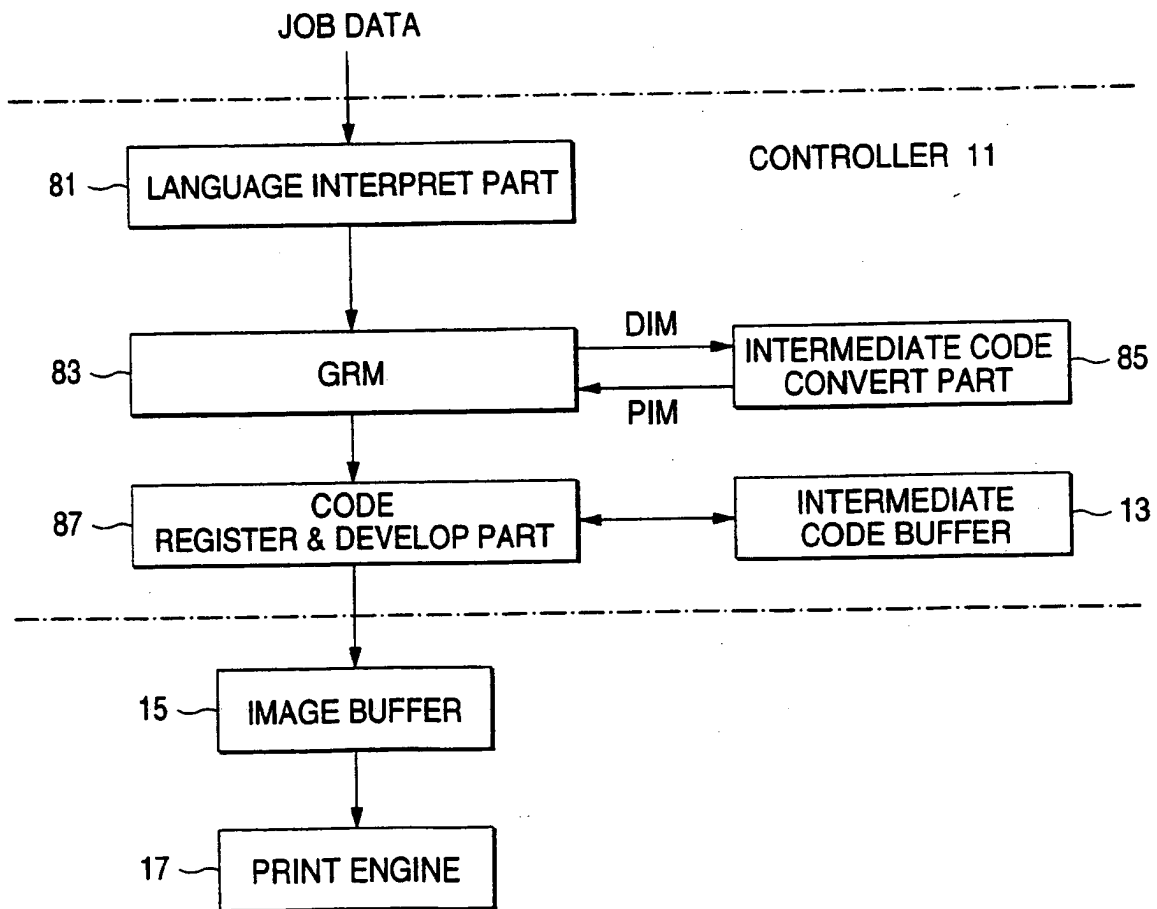 JOB DATA
CONTROLLER 11
81
LANGUAGE INTERPRET PART
83
GRM
DIM
PIM
INTERMEDIATE CODE
CONVERT PART
85
87
CODE
REGISTER & DEVELOP PART
INTERMEDIATE
CODE BUFFER
13
15
IMAGE BUFFER
17
PRINT ENGINE